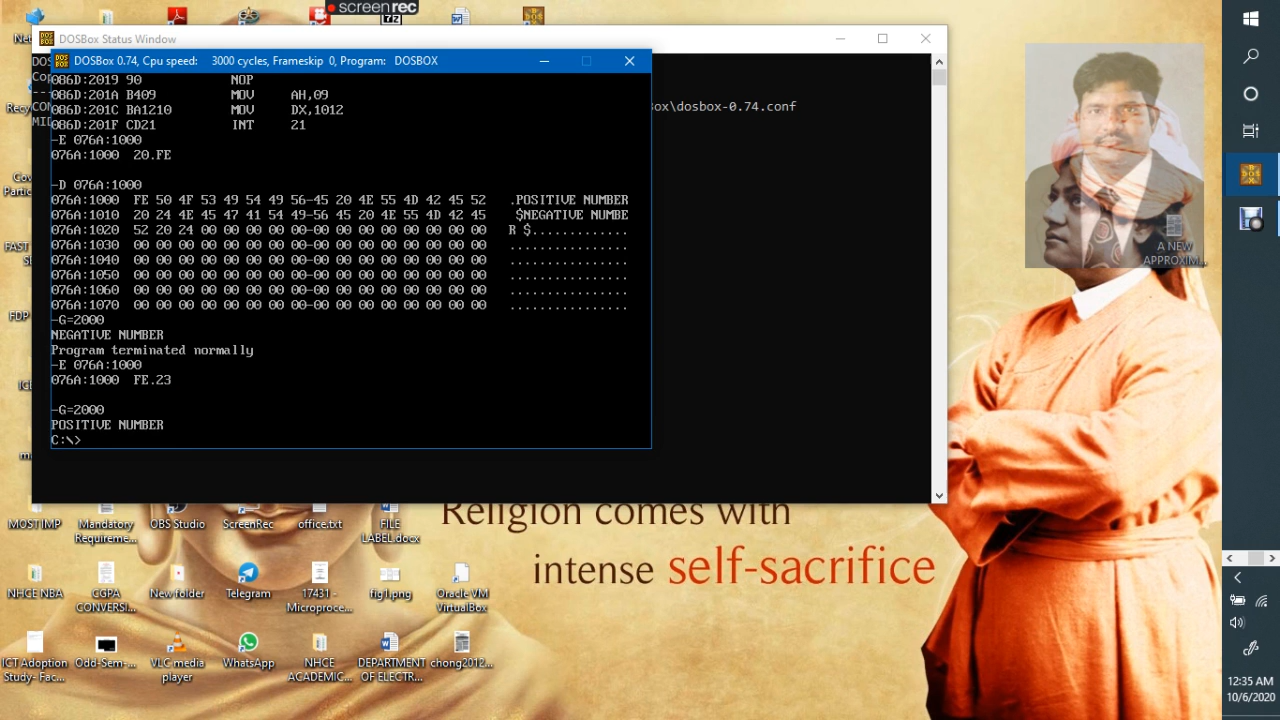 screenrec
DOSBox Status Window
DOSBox 0.74, Cpu speed: 3000 cycles, Frameskip 0, Program: DOSBOX
086D:2019 90 NOP
086D:201A B409 MOV AH,09
086D:201C BA1210 MOV DX,1012
086D:201F CD21 INT 21
-E 076A:1000
076A:1000 20.FE
-D 076A:1000
076A:1000 FE 50 4F 53 49 54 49 56-45 20 4E 55 4D 42 45 52 .POSITIVE NUMBER
076A:1010 20 24 4E 45 47 41 54 49-56 45 20 4E 55 4D 42 45 $NEGATIVE NUMBE
076A:1020 52 20 24 00 00 00 00 00-00 00 00 00 00 00 00 00 R $.............
076A:1030 00 00 00 00 00 00 00 00-00 00 00 00 00 00 00 00 ................
076A:1040 00 00 00 00 00 00 00 00-00 00 00 00 00 00 00 00 ................
076A:1050 00 00 00 00 00 00 00 00-00 00 00 00 00 00 00 00 ................
076A:1060 00 00 00 00 00 00 00 00-00 00 00 00 00 00 00 00 ................
076A:1070 00 00 00 00 00 00 00 00-00 00 00 00 00 00 00 00 ................
-G=2000
NEGATIVE NUMBER
Program terminated normally
-E 076A:1000
076A:1000 FE.23
-G=2000
POSITIVE NUMBER
C:\>
ox\dosbox-0.74.conf
A NEW
APPROXIM...
Religion comes with
intense self-sacrifice
MOST IMP
Mandatory
Requireme...
OBS Studio
ScreenRec
office.txt
FILE
LABEL.docx
NHCE NBA
CGPA
CONVERSI...
New folder
Telegram
17431 -
Microproce...
fig1.png
Oracle VM
VirtualBox
ICT Adoption
Study- Fac...
Odd-Sem-...
VLC media
player
WhatsApp
NHCE
ACADEMIC...
DEPARTMENT
OF ELECTR...
chong2012...
12:35 AM
10/6/2020